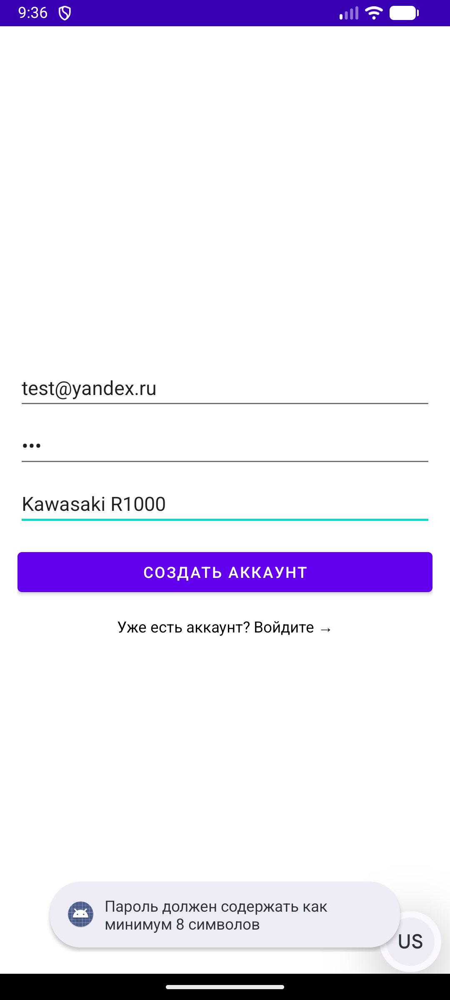 9:36
test@yandex.ru
•••
Kawasaki R1000
СОЗДАТЬ АККАУНТ
Уже есть аккаунт? Войдите →
Пароль должен содержать как
минимум 8 символов
US